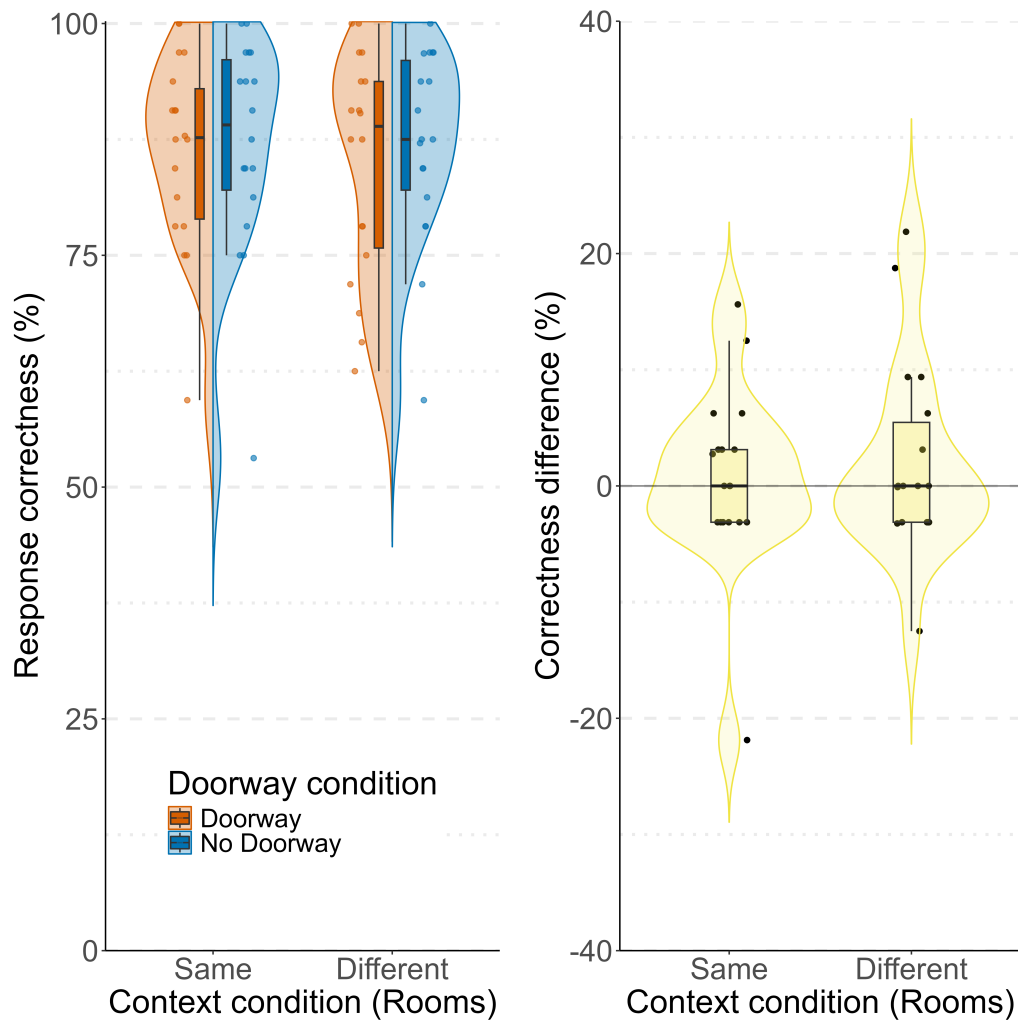 Response correctness (%)
100
75
50
25
0
Doorway condition
Doorway
No Doorway
Same
Different
Context condition (Rooms)
Correctness difference (%)
40
20
0
-20
-40
Same
Different
Context condition (Rooms)